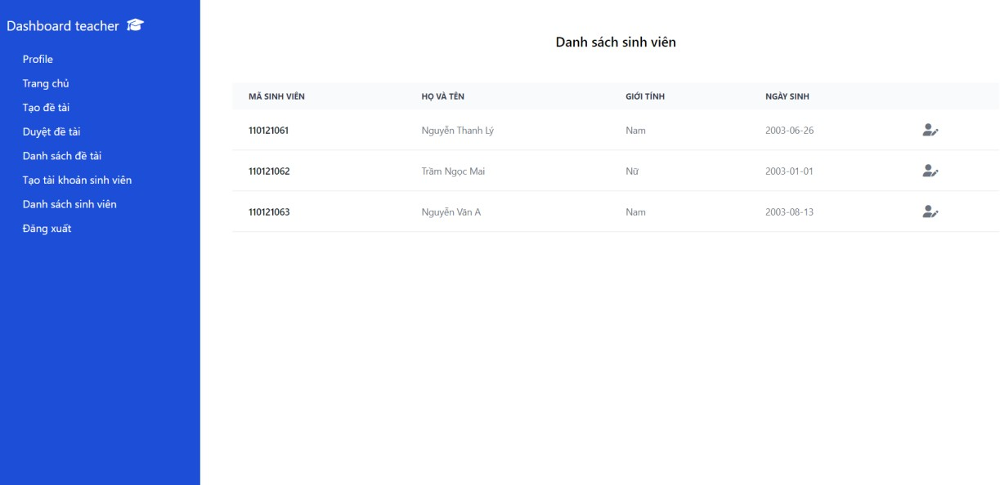 Dashboard teacher
Profile
Trang chủ
Tạo đề tài
Duyệt đề tài
Danh sách đề tài
Tạo tài khoản sinh viên
Danh sách sinh viên
Đăng xuất
Danh sách sinh viên
MÃ SINH VIÊN HỌ VÀ TÊN GIỚI TÍNH NGÀY SINH
110121061 Nguyễn Thanh Lý Nam 2003-06-26
110121062 Trầm Ngọc Mai Nữ 2003-01-01
110121063 Nguyễn Văn A Nam 2003-08-13